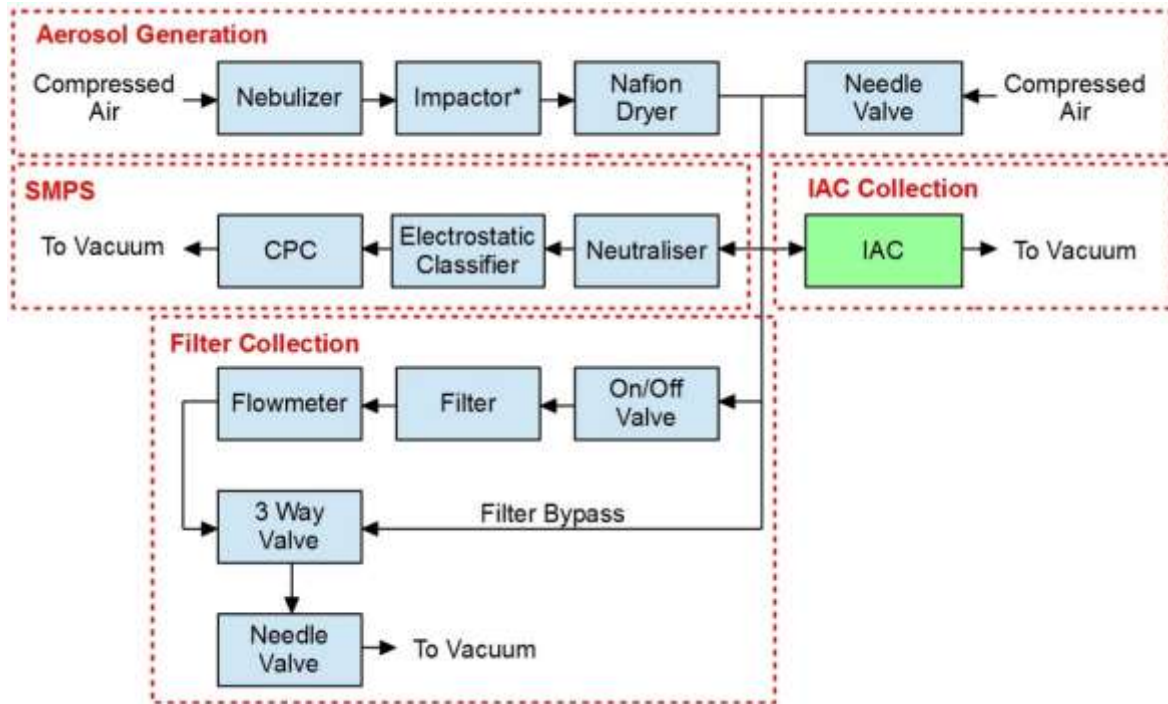 Aerosol Generation
Compressed
Air
Nebulizer
Impactor*
Nafion
Dryer
Needle
Valve
Compressed
Air
SMPS
To Vacuum
CPC
Electrostatic
Classifier
Neutraliser
IAC Collection
IAC
To Vacuum
Filter Collection
Flowmeter
Filter
On/Off
Valve
3 Way
Valve
Filter Bypass
Needle
Valve
To Vacuum